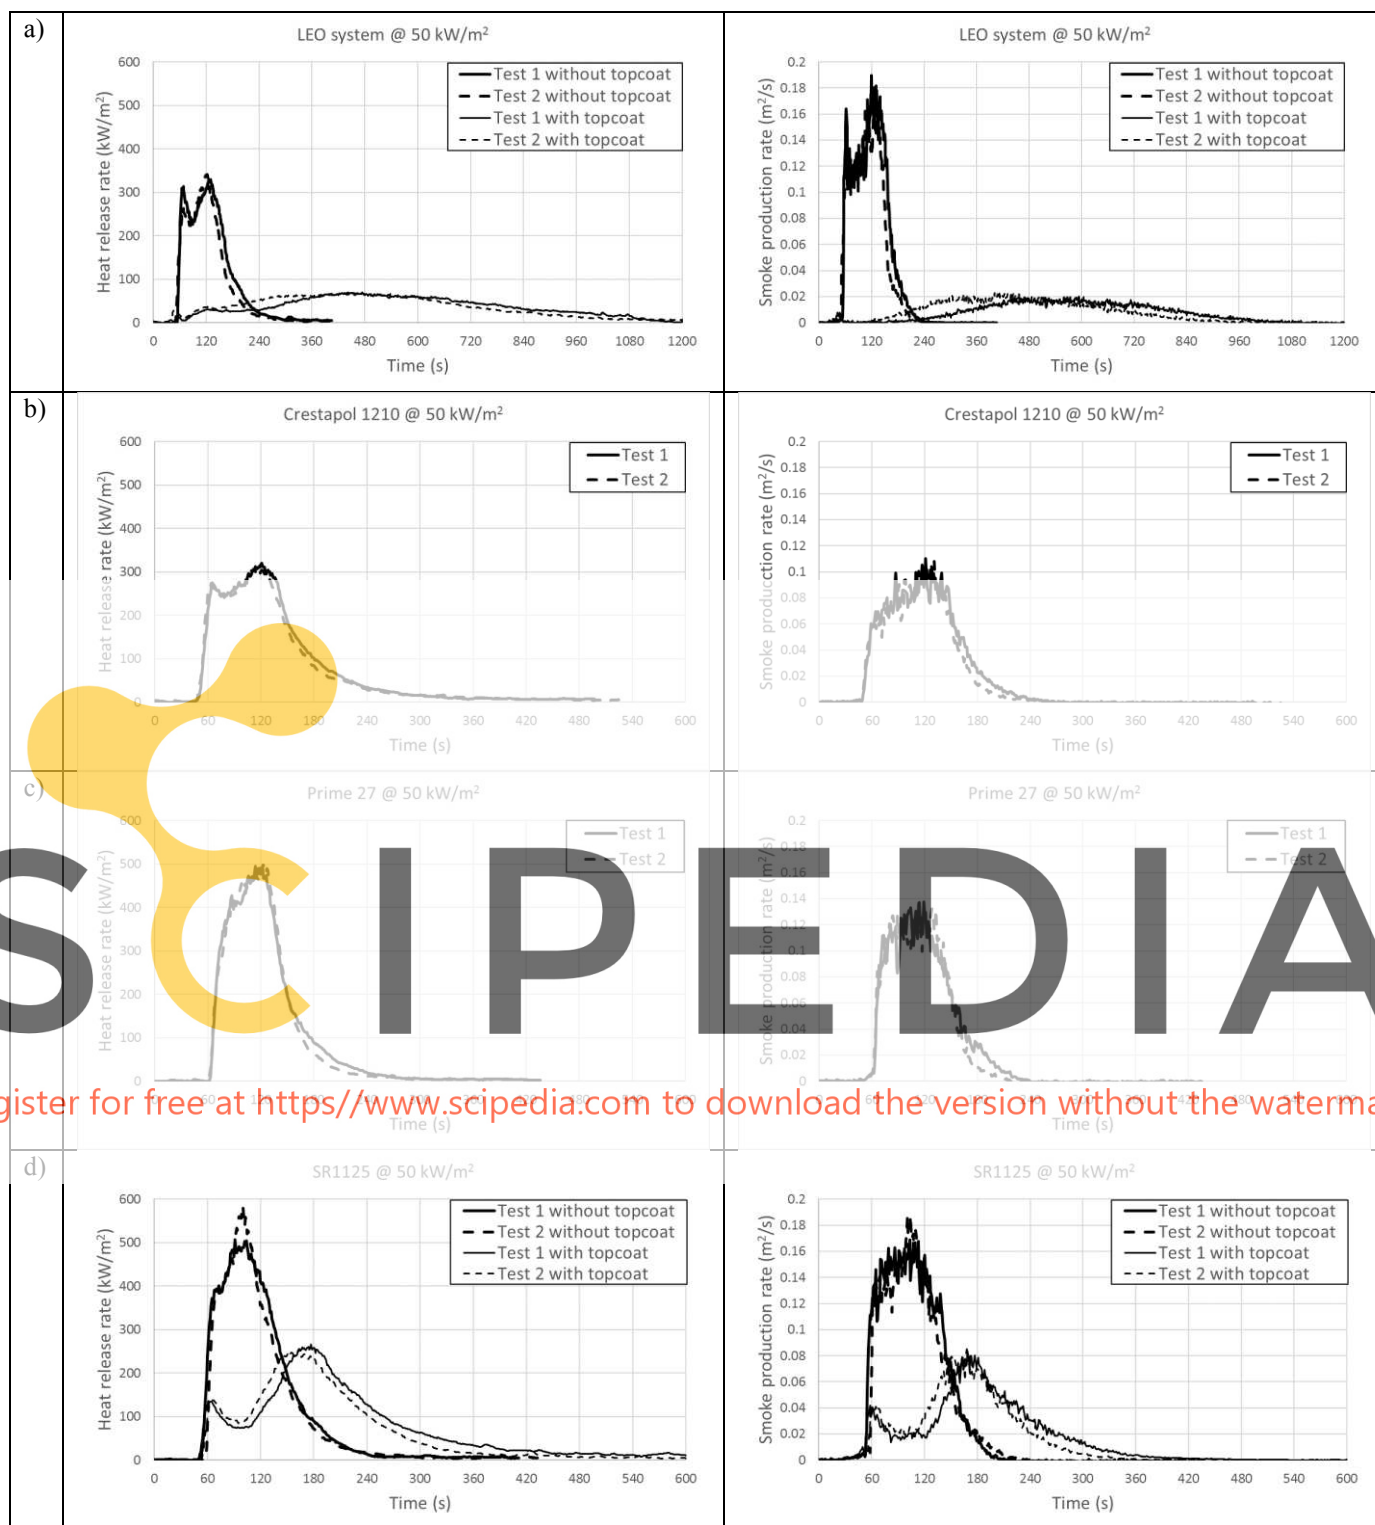 a)
LEO system @ 50 kW/m²
Heat release rate (kW/m²)
600
500
400
300
200
100
0
Test 1 without topcoat
Test 2 without topcoat
Test 1 with topcoat
Test 2 with topcoat
0 120 240 360 480 600 720 840 960 1080 1200
Time (s)
LEO system @ 50 kW/m²
Smoke production rate (m²/s)
0.2
0.18
0.16
0.14
0.12
0.1
0.08
0.06
0.04
0.02
0
Test 1 without topcoat
Test 2 without topcoat
Test 1 with topcoat
Test 2 with topcoat
0 120 240 360 480 600 720 840 960 1080 1200
Time (s)
b)
Crestapol 1210 @ 50 kW/m²
Heat release rate (kW/m²)
600
500
400
300
200
100
0
Test 1
Test 2
0 60 120 180 240 300 360 420 480 540 600
Time (s)
Crestapol 1210 @ 50 kW/m²
Smoke producction rate (m²/s)
0.2
0.18
0.16
0.14
0.12
0.1
0.08
0.06
0.04
0.02
0
Test 1
Test 2
0 60 120 180 240 300 360 420 480 540 600
Time (s)
c)
Prime 27 @ 50 kW/m²
Heat release rate (kW/m²)
600
500
400
300
200
100
0
Test 1
Test 2
Time (s)
Prime 27 @ 50 kW/m²
Smoke production rate (m²/s)
0.2
0.18
0.16
0.14
0.12
0.1
0.08
0.06
0.04
0.02
0
Test 1
Test 2
Time (s)
SCIPEDIA
gister for free at https//www.scipedia.com to download the version without the waterma
d)
SR1125 @ 50 kW/m²
Heat release rate (kW/m²)
600
500
400
300
200
100
0
Test 1 without topcoat
Test 2 without topcoat
Test 1 with topcoat
Test 2 with topcoat
0 60 120 180 240 300 360 420 480 540 600
Time (s)
SR1125 @ 50 kW/m²
Smoke production rate (m²/s)
0.2
0.18
0.16
0.14
0.12
0.1
0.08
0.06
0.04
0.02
0
Test 1 without topcoat
Test 2 without topcoat
Test 1 with topcoat
Test 2 with topcoat
0 60 120 180 240 300 360 420 480 540 600
Time (s)